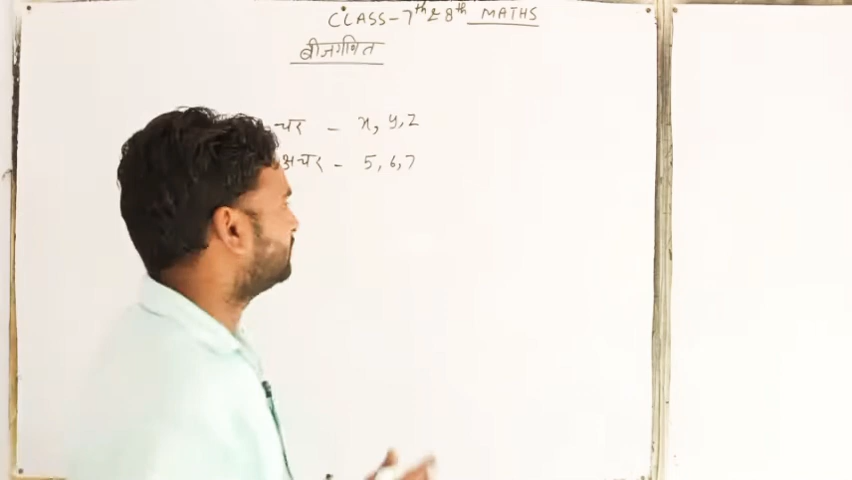 CLASS-7th & 8th MATHS
बीजगणित
चर - x, y, z
अचर - 5, 6, 7